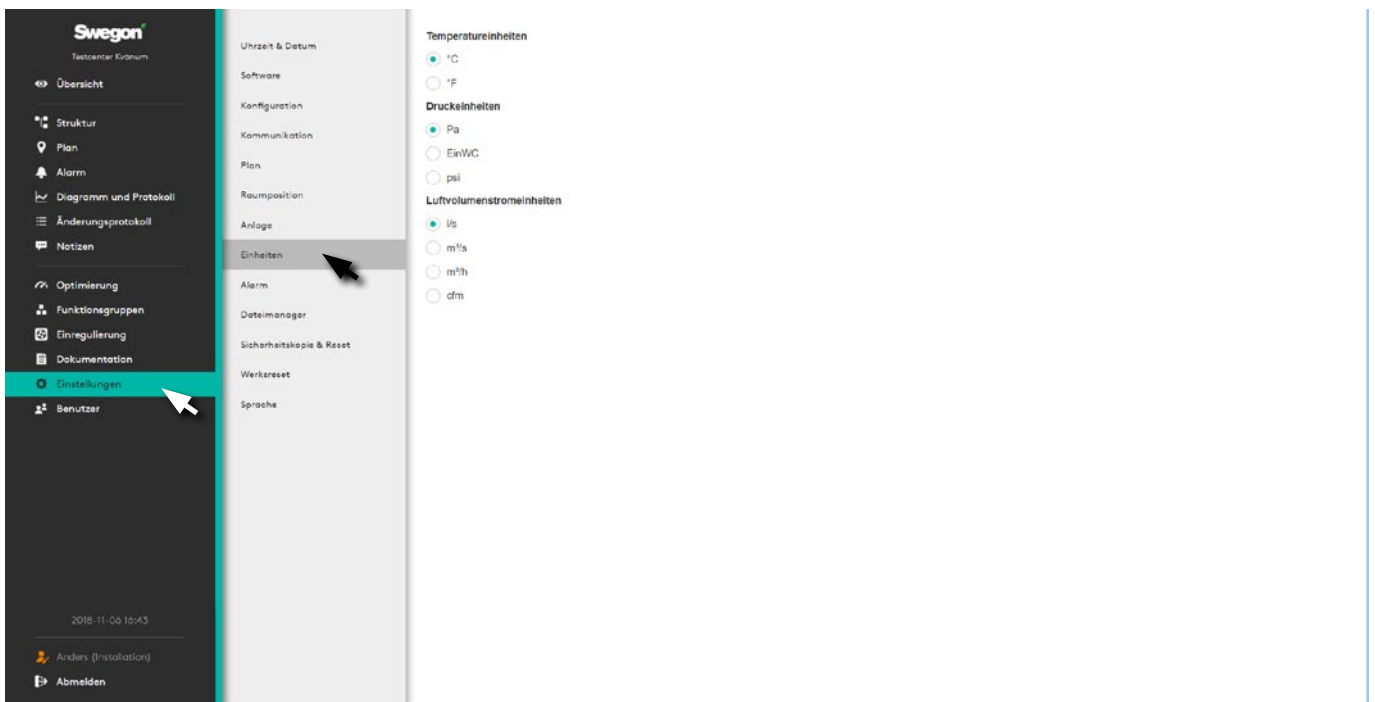 Swegon
Testcenter Kvänum
Übersicht
Struktur
Plan
Alarm
Diagramm und Protokoll
Änderungsprotokoll
Notizen
Optimierung
Funktionsgruppen
Einregulierung
Dokumentation
Einstellungen
Benutzer
2018-11-06 16:43
Anders (Installation)
Abmelden
Uhrzeit & Datum
Software
Konfiguration
Kommunikation
Plan
Raumposition
Anlage
Einheiten
Alarm
Dateimanager
Sicherheitskopie & Reset
Werksreset
Sprache
Temperatureinheiten
°C
°F
Druckeinheiten
Pa
EinWC
psi
Luftvolumenstromeinheiten
l/s
m³/s
m³/h
cfm